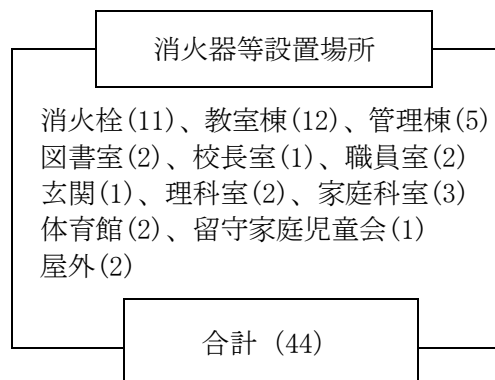 消火器等設置場所
消火栓(11)、教室棟(12)、管理棟(5)
図書室(2)、校長室(1)、職員室(2)
玄関(1)、理科室(2)、家庭科室(3)
体育館(2)、留守家庭児童会(1)
屋外(2)
合計 (44)